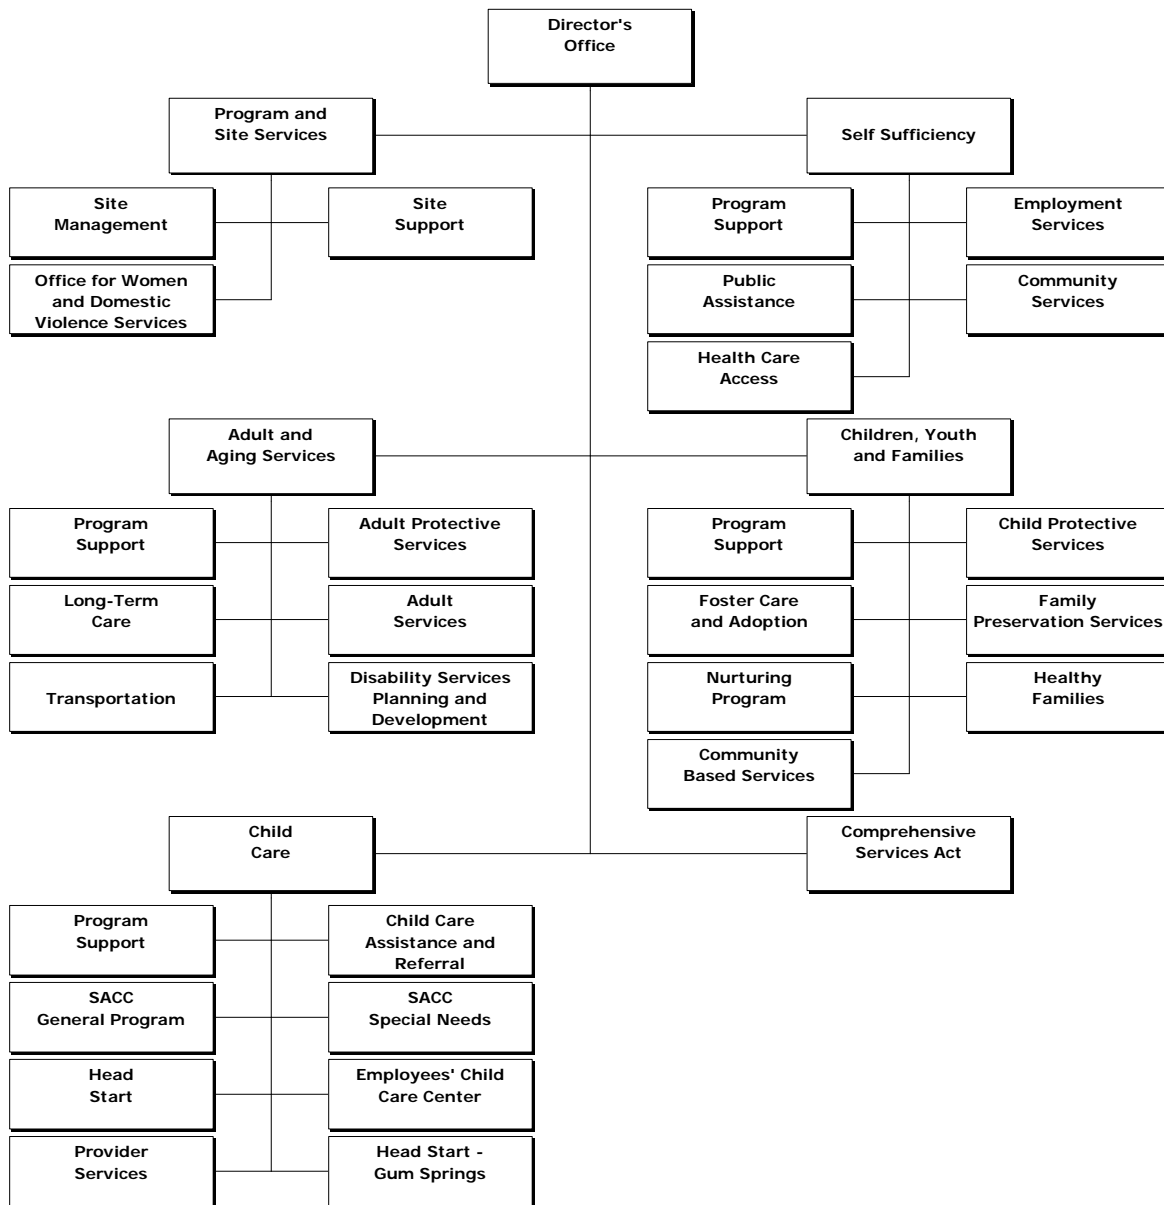 Director's
Office
Program and
Site Services
Self Sufficiency
Site
Management
Site
Support
Program
Support
Employment
Services
Office for Women
and Domestic
Violence Services
Public
Assistance
Community
Services
Health Care
Access
Adult and
Aging Services
Children, Youth
and Families
Program
Support
Adult Protective
Services
Program
Support
Child Protective
Services
Long-Term
Care
Adult
Services
Foster Care
and Adoption
Family
Preservation Services
Transportation
Disability Services
Planning and
Development
Nurturing
Program
Healthy
Families
Community
Based Services
Child
Care
Comprehensive
Services Act
Program
Support
Child Care
Assistance and
Referral
SACC
General Program
SACC
Special Needs
Head
Start
Employees' Child
Care Center
Provider
Services
Head Start -
Gum Springs